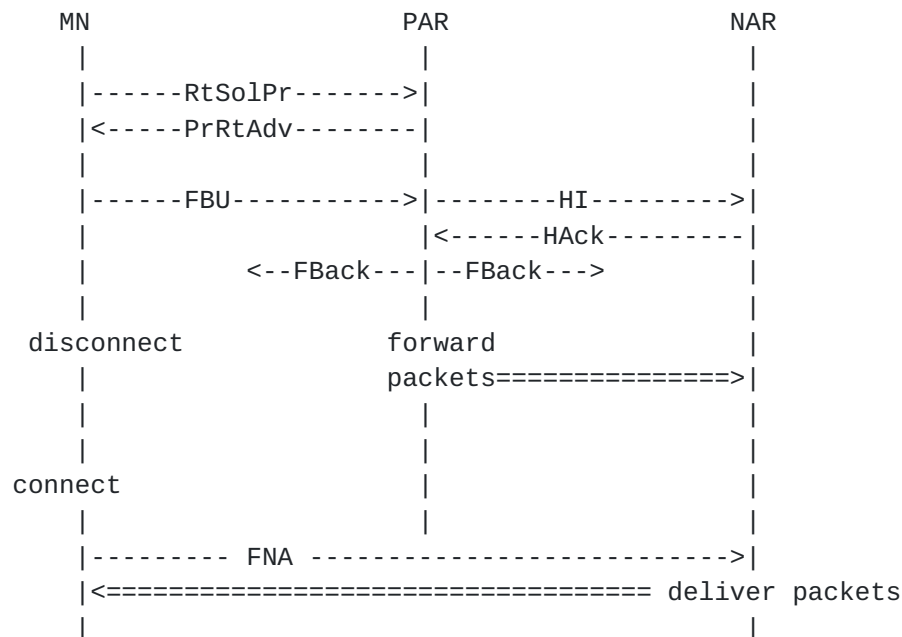 MN PAR NAR
| | |
|------RtSolPr------->| |
|<-----PrRtAdv--------| |
| | |
|------FBU----------->|--------HI--------->|
| |<------HAck---------|
| <--FBack---|--FBack---> |
| | |
disconnect forward |
| packets===============>|
| | |
| | |
connect | |
| | |
|--------- FNA --------------------------->|
|<=================================== deliver packets
| |